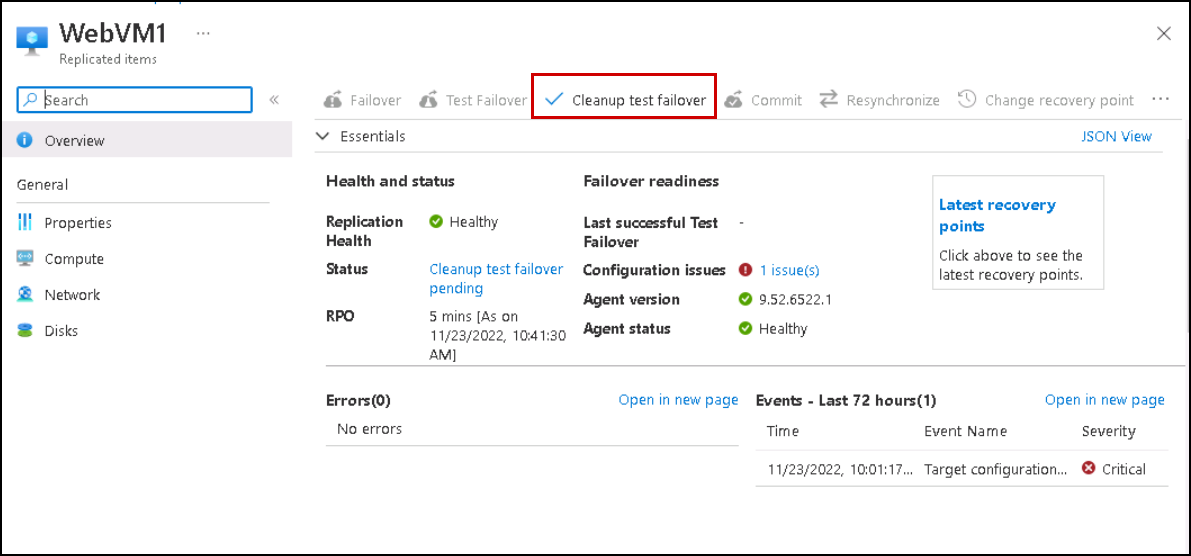 WebVM1 ...
Replicated items
Search
Failover Test Failover Cleanup test failover Commit Resynchronize Change recovery point ...
Overview
Essentials JSON View
General
Properties
Compute
Network
Disks
Health and status
Replication Health Healthy
Status Cleanup test failover
pending
RPO 5 mins [As on
11/23/2022, 10:41:30
AM]
Failover readiness
Last successful Test -
Failover
Configuration issues 1 issue(s)
Agent version 9.52.6522.1
Agent status Healthy
Latest recovery
points
Click above to see the
latest recovery points.
Errors(0) Open in new page
No errors
Events - Last 72 hours(1) Open in new page
Time Event Name Severity
11/23/2022, 10:01:17... Target configuration... Critical